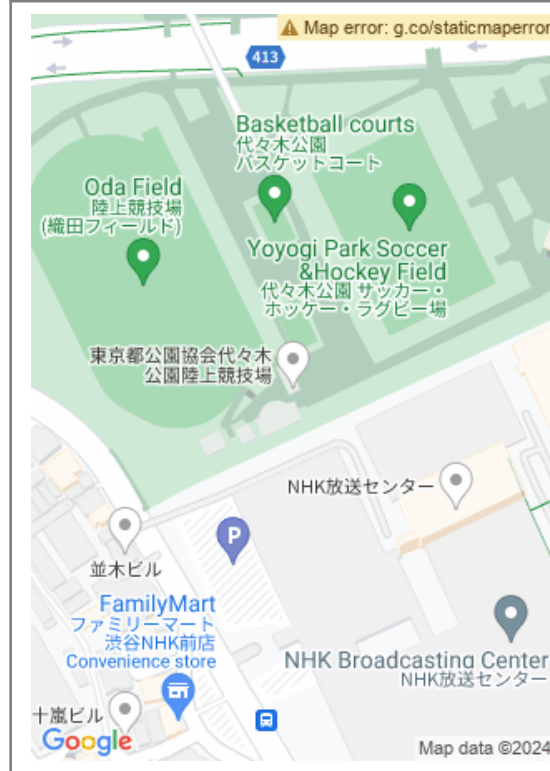 Map error: g.co/staticmaperror
413
Basketball courts
代々木公園
バスケットコート
Oda Field
陸上競技場
(織田フィールド)
Yoyogi Park Soccer
&Hockey Field
代々木公園 サッカー・
ホッケー・ラグビー場
東京都公園協会代々木
公園陸上競技場
NHK放送センター
P
並木ビル
FamilyMart
ファミリーマート
渋谷NHK前店
Convenience store
NHK Broadcasting Center
NHK放送センター
十嵐ビル
Google
Map data ©2024